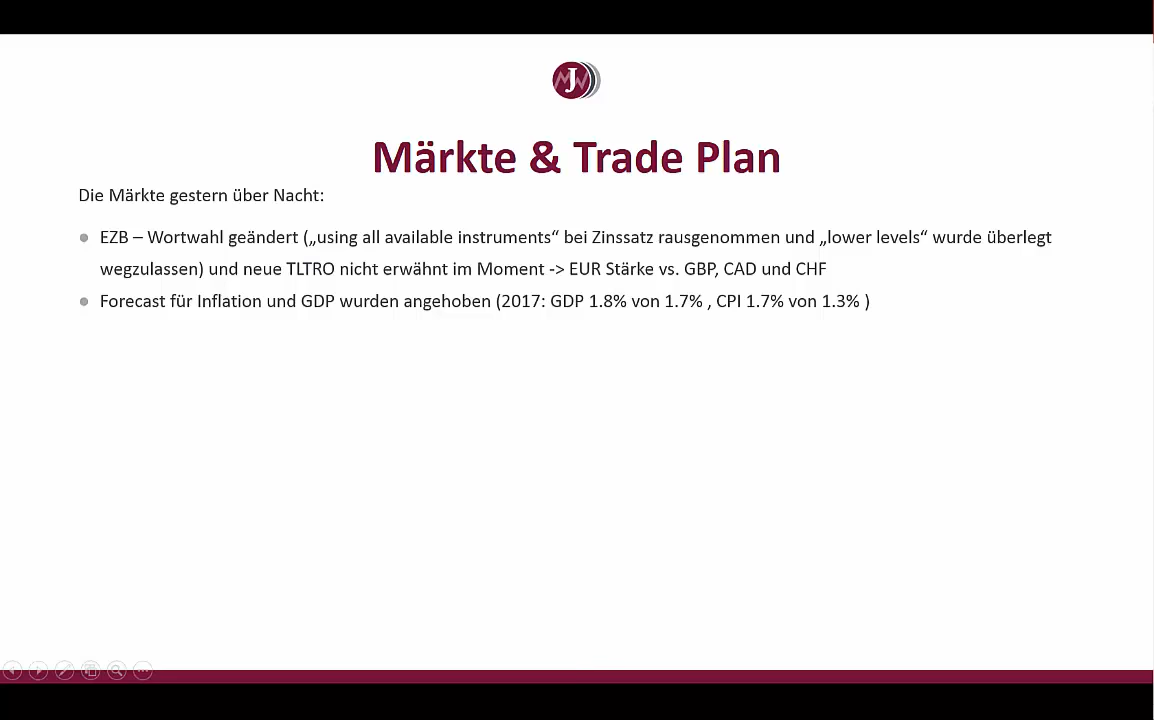 J
Märkte & Trade Plan
Die Märkte gestern über Nacht:
EZB – Wortwahl geändert („using all available instruments“ bei Zinssatz rausgenommen und „lower levels“ wurde überlegt
wegzulassen) und neue TLTRO nicht erwähnt im Moment -> EUR Stärke vs. GBP, CAD und CHF
Forecast für Inflation und GDP wurden angehoben (2017: GDP 1.8% von 1.7% , CPI 1.7% von 1.3% )